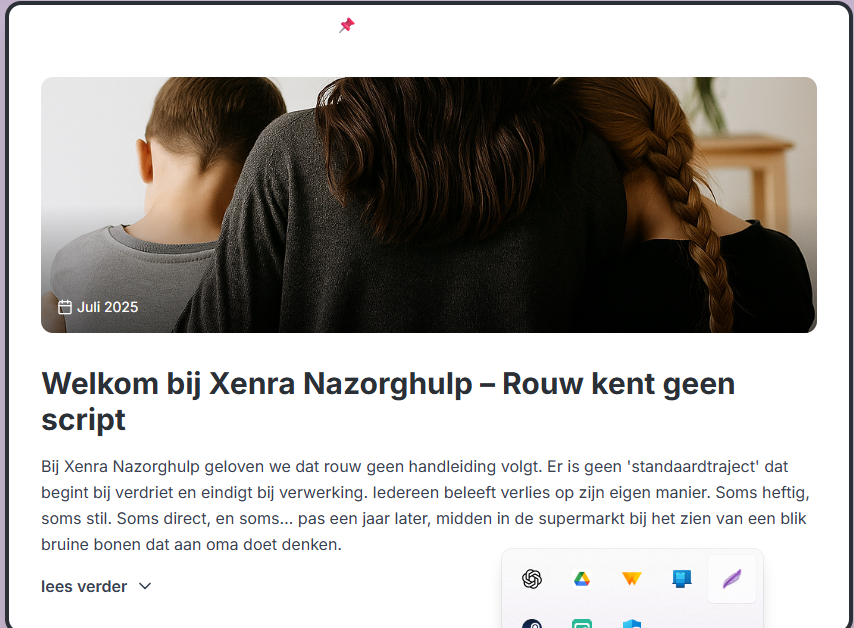 Juli 2025
Welkom bij Xenra Nazorghulp – Rouw kent geen
script
Bij Xenra Nazorghulp geloven we dat rouw geen handleiding volgt. Er is geen 'standaardtraject' dat
begint bij verdriet en eindigt bij verwerking. Iedereen beleeft verlies op zijn eigen manier. Soms heftig,
soms stil. Soms direct, en soms... pas een jaar later, midden in de supermarkt bij het zien van een blik
bruine bonen dat aan oma doet denken.
lees verder